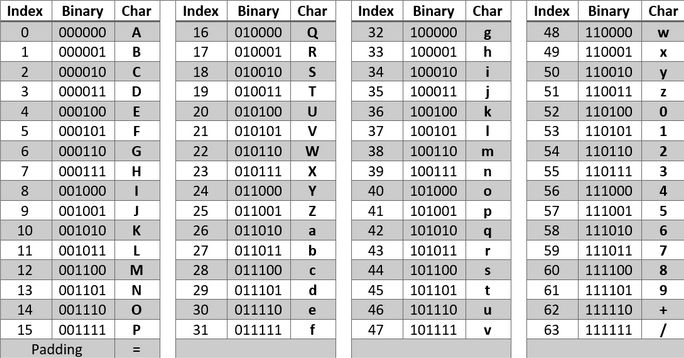 Index Binary Char Index Binary Char Index Binary Char Index Binary Char
0 000000 A 16 010000 Q 32 100000 g 48 110000 w
1 000001 B 17 010001 R 33 100001 h 49 110001 x
2 000010 C 18 010010 S 34 100010 i 50 110010 y
3 000011 D 19 010011 T 35 100011 j 51 110011 z
4 000100 E 20 010100 U 36 100100 k 52 110100 0
5 000101 F 21 010101 V 37 100101 l 53 110101 1
6 000110 G 22 010110 W 38 100110 m 54 110110 2
7 000111 H 23 010111 X 39 100111 n 55 110111 3
8 001000 I 24 011000 Y 40 101000 o 56 111000 4
9 001001 J 25 011001 Z 41 101001 p 57 111001 5
10 001010 K 26 011010 a 42 101010 q 58 111010 6
11 001011 L 27 011011 b 43 101011 r 59 111011 7
12 001100 M 28 011100 c 44 101100 s 60 111100 8
13 001101 N 29 011101 d 45 101101 t 61 111101 9
14 001110 O 30 011110 e 46 101110 u 62 111110 +
15 001111 P 31 011111 f 47 101111 v 63 111111 /
Padding =